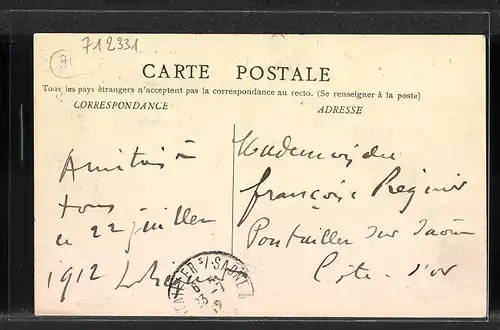 712331
71
CARTE POSTALE
Tous les pays étrangers n'acceptent pas la correspondance au recto. (Se renseigner à la poste)
CORRESPONDANCE
ADRESSE
Amitiés à
tous
le 22 juillet
1912
Mademoiselle
françoise Régnier
Pontailler sur Saône
Côte d'or
S/SAONE